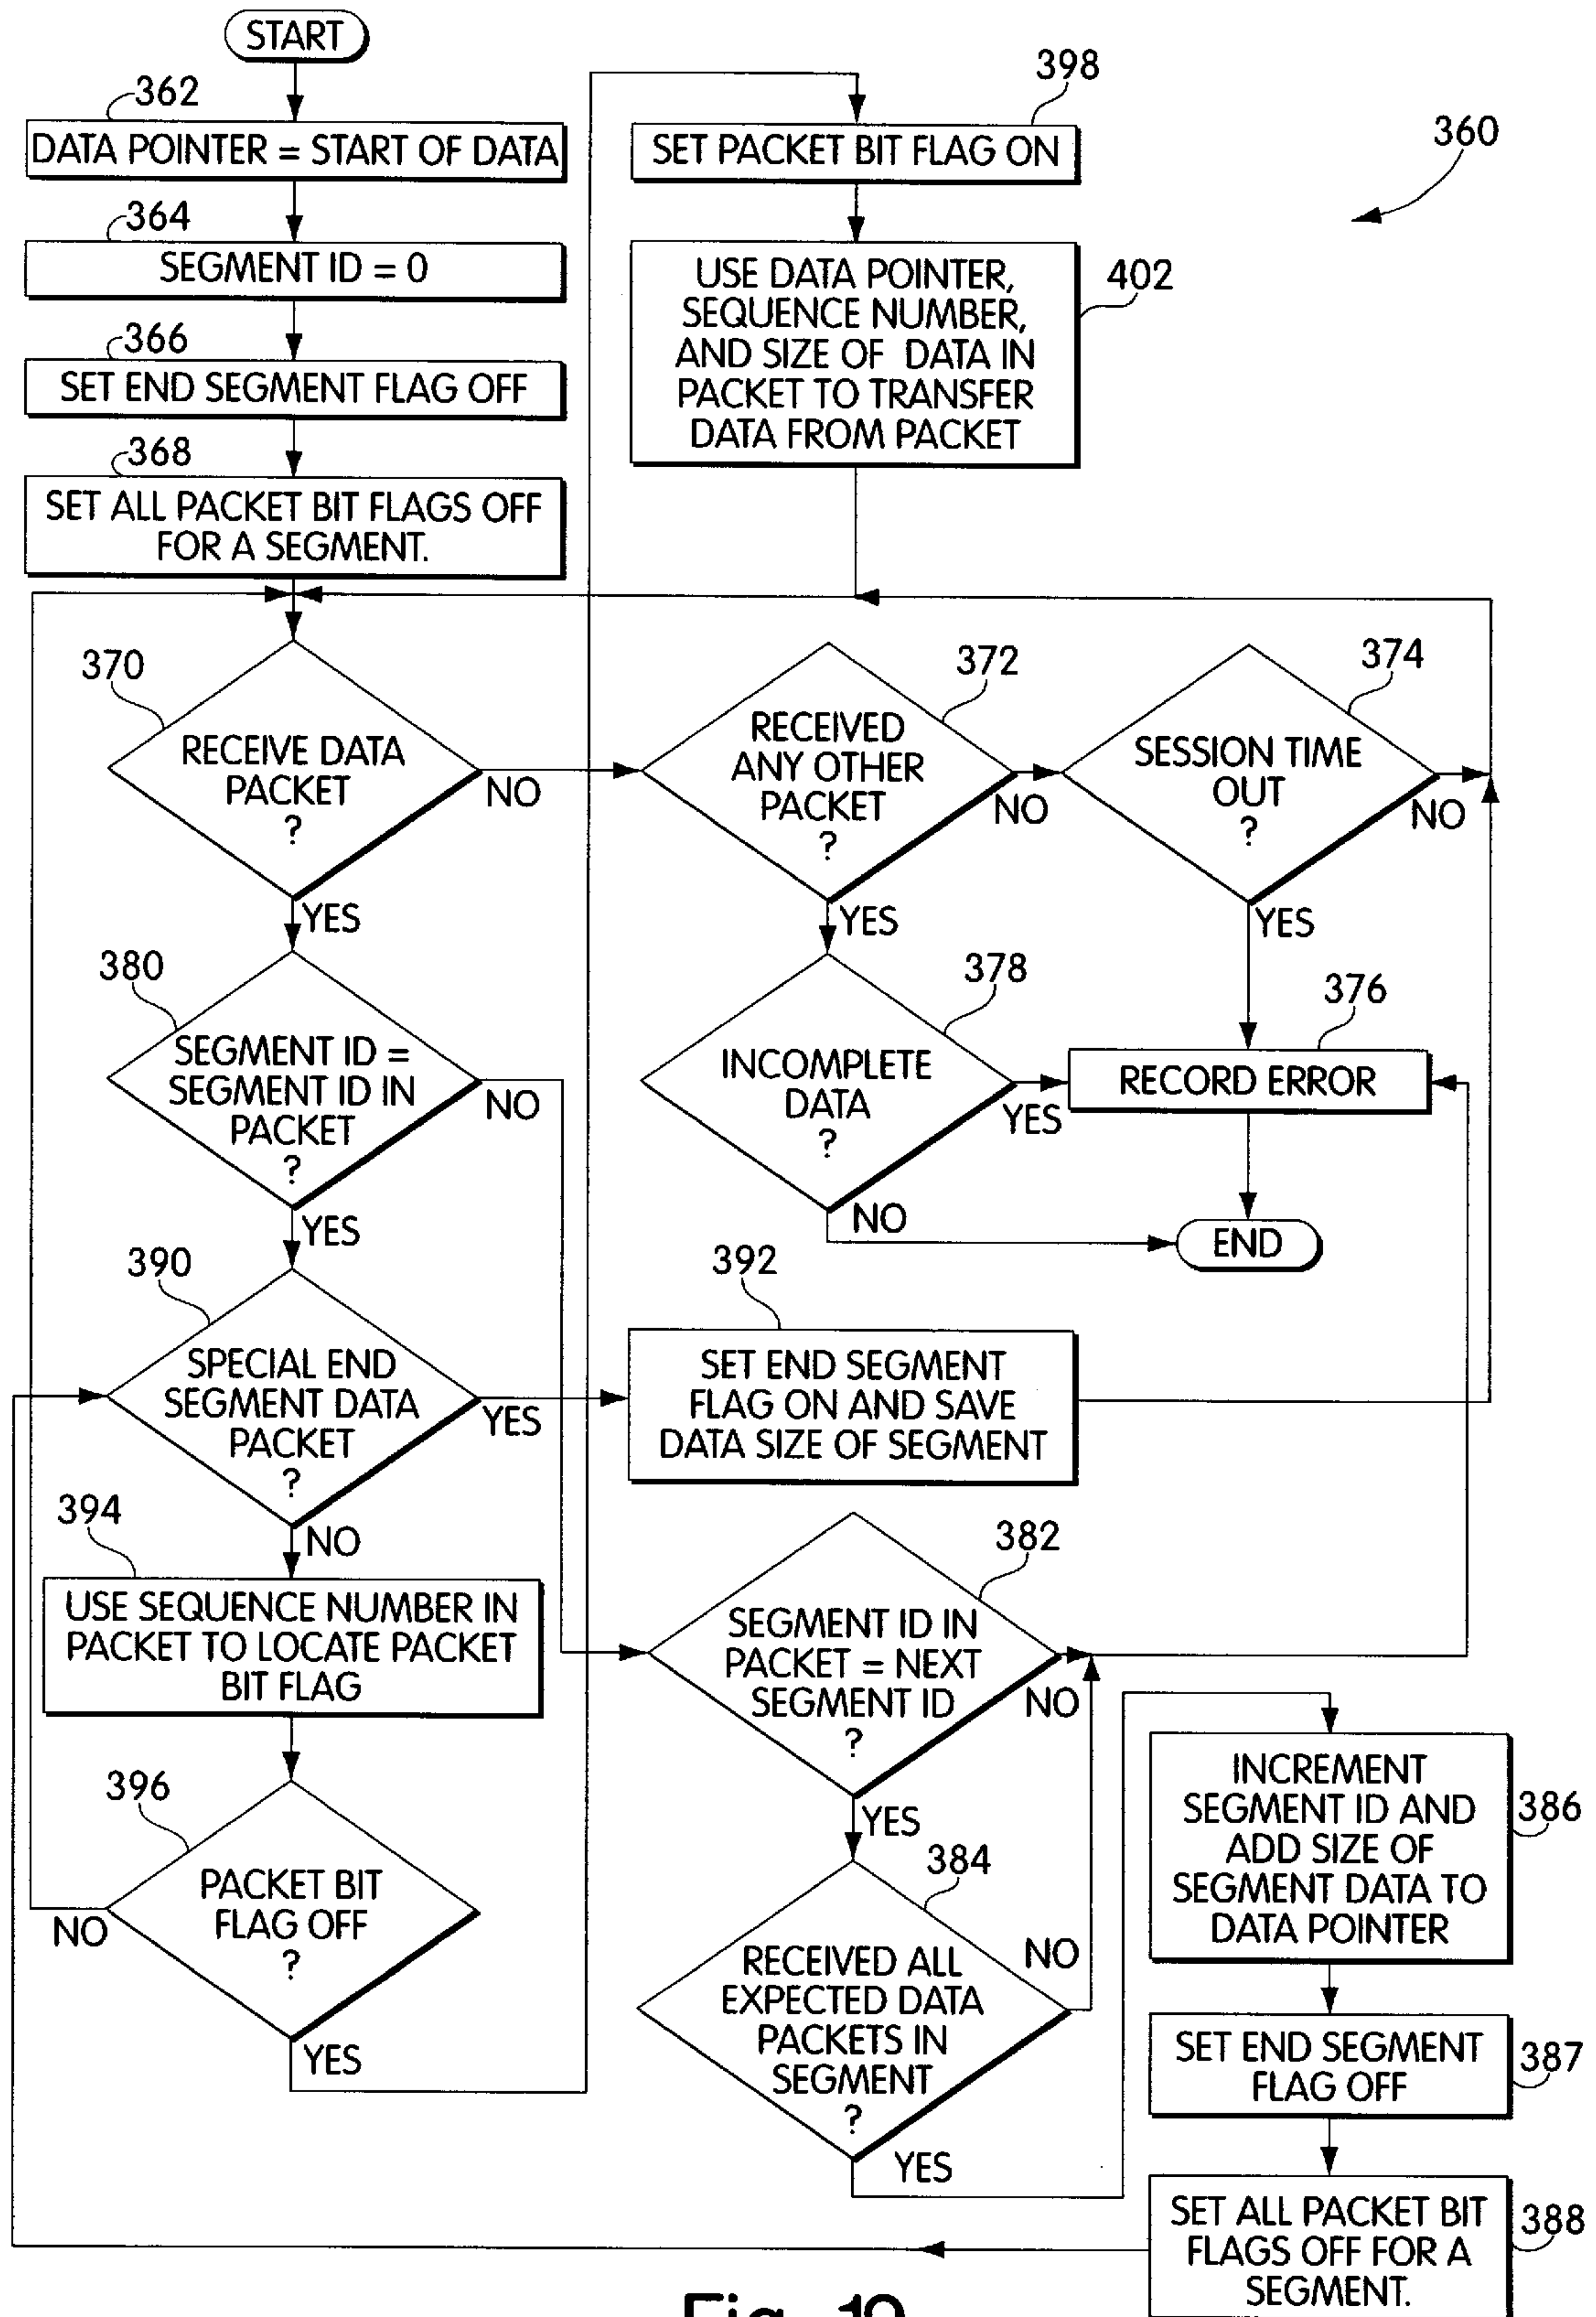 START
362
DATA POINTER = START OF DATA
364
SEGMENT ID = 0
366
SET END SEGMENT FLAG OFF
368
SET ALL PACKET BIT FLAGS OFF
FOR A SEGMENT.
398
SET PACKET BIT FLAG ON
360
402
USE DATA POINTER,
SEQUENCE NUMBER,
AND SIZE OF DATA IN
PACKET TO TRANSFER
DATA FROM PACKET
370
RECEIVE DATA
PACKET
?
NO
YES
372
RECEIVED
ANY OTHER
PACKET
?
NO
YES
374
SESSION TIME
OUT
?
NO
YES
380
SEGMENT ID =
SEGMENT ID IN
PACKET
?
NO
YES
378
INCOMPLETE
DATA
?
YES
NO
376
RECORD ERROR
END
390
SPECIAL END
SEGMENT DATA
PACKET
?
YES
NO
392
SET END SEGMENT
FLAG ON AND SAVE
DATA SIZE OF SEGMENT
394
USE SEQUENCE NUMBER IN
PACKET TO LOCATE PACKET
BIT FLAG
382
SEGMENT ID IN
PACKET = NEXT
SEGMENT ID
?
NO
YES
396
PACKET BIT
FLAG OFF
?
NO
YES
384
RECEIVED ALL
EXPECTED DATA
PACKETS IN
SEGMENT
?
NO
YES
386
INCREMENT
SEGMENT ID AND
ADD SIZE OF
SEGMENT DATA TO
DATA POINTER
387
SET END SEGMENT
FLAG OFF
388
SET ALL PACKET BIT
FLAGS OFF FOR A
SEGMENT.